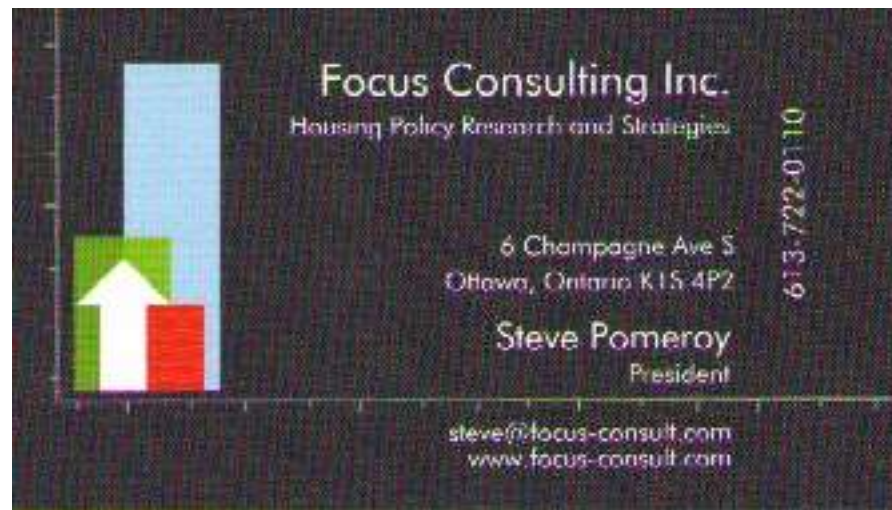 Focus Consulting Inc.
Housing Policy Research and Strategies
613-722-0110
6 Champagne Ave S
Ottawa, Ontario K1S 4P2
Steve Pomeroy
President
steve@focus-consult.com
www.focus-consult.com